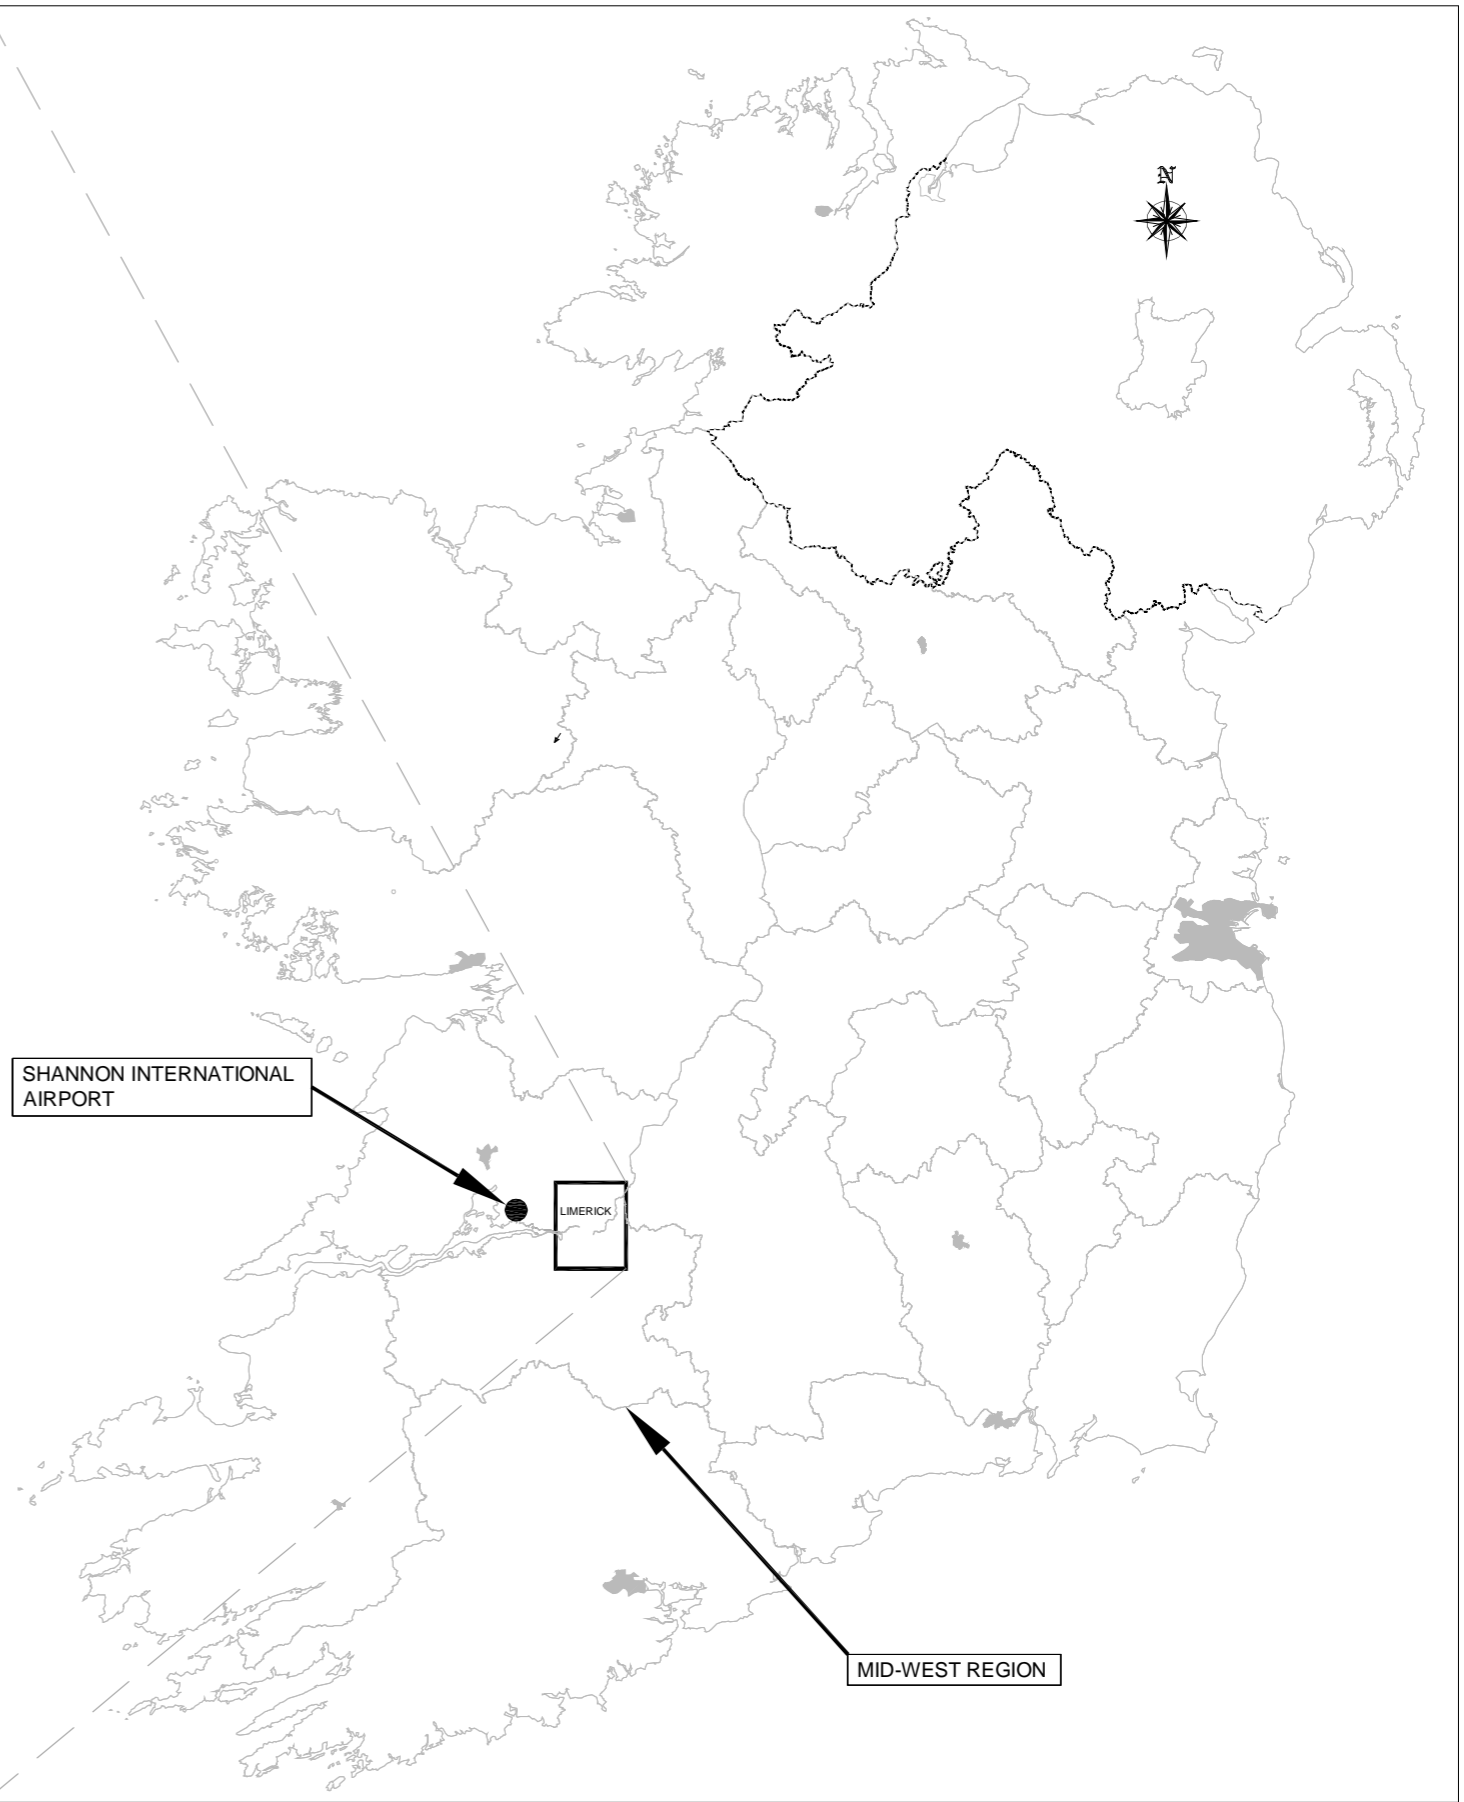 N
SHANNON INTERNATIONAL
AIRPORT
LIMERICK
MID-WEST REGION